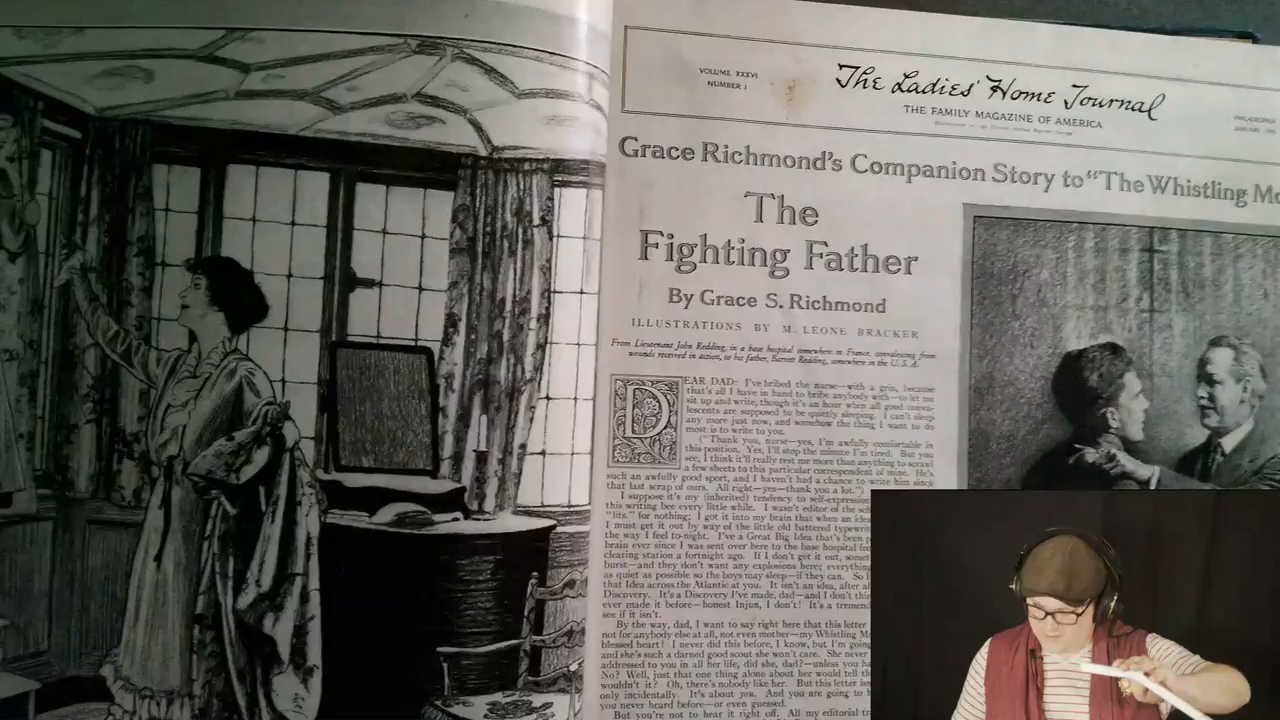 VOLUME XXXVI
NUMBER 1
The Ladies' Home Journal
THE FAMILY MAGAZINE OF AMERICA
PHILADELPHIA
JANUARY
Grace Richmond's Companion Story to "The Whistling Mo
The
Fighting Father
By Grace S. Richmond
ILLUSTRATIONS BY M. LEONE BRACKER
From Lieutenant John Redding, in a base hospital somewhere in France, convalescing from
wounds received in action, to his father, Barrett Redding, somewhere in the U. S. A.
DEAR DAD: I've bribed the nurse—with a grin, because
that's all I have in hand to bribe anybody with—to let me
sit up and write, though it's an hour when all good conva-
lescents are supposed to be quietly sleeping. I can't sleep
any more just now, and somehow the thing I want to do
most is to write to you.
("Thank you, nurse—yes, I'm awfully comfortable in
this position. Yes, I'll stop the minute I'm tired. But you
see, I think it'll really rest me more than anything to scrawl
a few sheets to this particular correspondent of mine. He's
such an awfully good sport, and I haven't had a chance to write him since
that last scrap of ours. All right—yes—thank you a lot.")
I suppose it's my (inherited) tendency to self-expression
this writing bee every little while. I wasn't editor of the sch
"lits." for nothing; I got into my brain that when an idea
I must get it out by way of the little old buttered typewri
the way I feel to-night. I've a Great Big Idea that's been
brain ever since I was sent over here to the base hospital fro
clearing station a fortnight ago. If I don't get it out, somet
burst—and they don't want any explosions here; everything
as quiet as possible so the boys may sleep—if they can. So I
that Idea across the Atlantic at you. It isn't an idea, after al
Discovery. It's a Discovery I've made, dad—and I don't thi
ever made it before—honest Injun, I don't! It's a tremend
see if it isn't.
By the way, dad, I want to say right here that this letter
not for anybody else at all, not even mother—my Whistling Mo
blessed heart! I never did this before, I know, but I'm going
and she's such a darned good scout she won't care. She never
addressed to you in all her life, did she, dad?—unless you ha
No? Well, just that one thing alone about her would tell th
wouldn't it? Oh, there's nobody like her. But this letter is
only incidentally. It's about you. And you are going to h
you never heard before—or even guessed.
But you're not to hear it right off. All my editorial tr